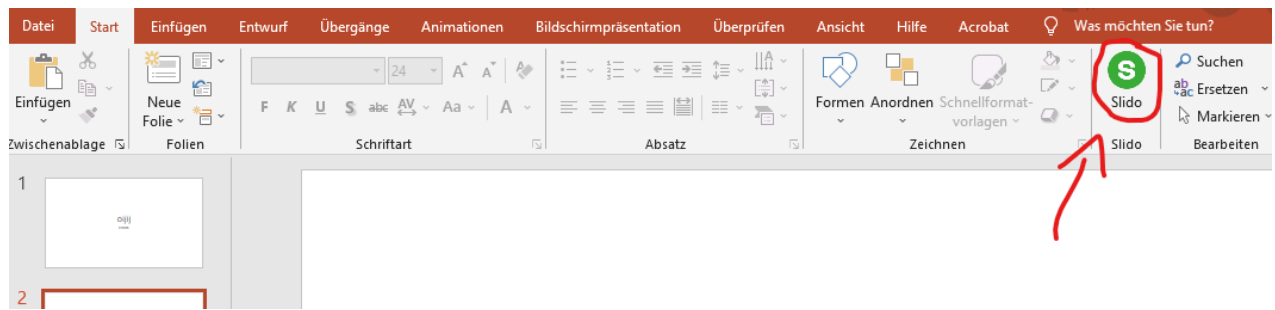 Datei Start Einfügen Entwurf Übergänge Animationen Bildschirmpräsentation Überprüfen Ansicht Hilfe Acrobat Was möchten Sie tun?
Einfügen
Neue
Folie
24 A A
F K U S abc AV Aa A
Formen Anordnen Schnellformat-
vorlagen
S
Slido
Suchen
Ersetzen
Markieren
Zwischenablage Folien Schriftart Absatz Zeichnen Slido Bearbeiten
1
2